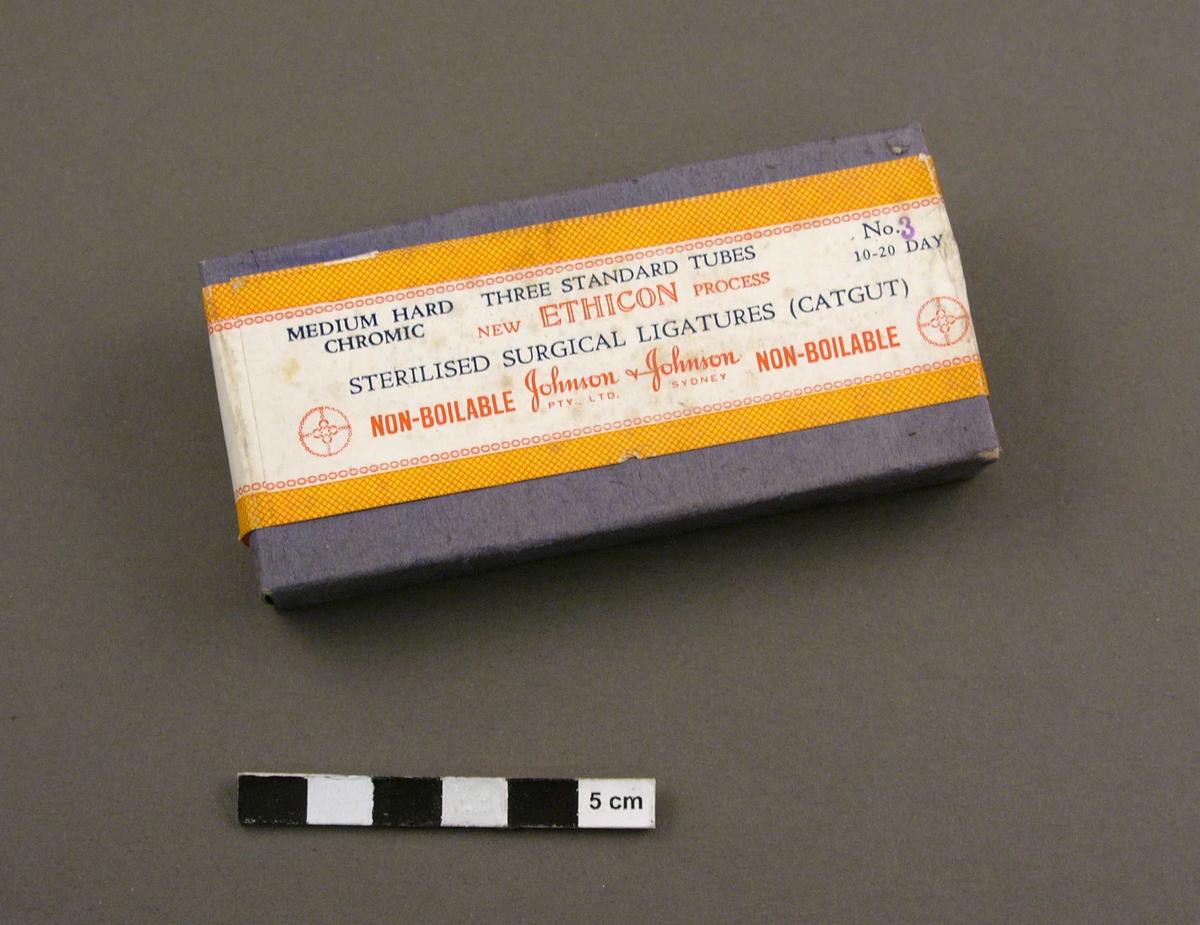 MEDIUM HARD
CHROMIC
THREE STANDARD TUBES
No. 3
10-20 DAY
NEW ETHICON PROCESS
STERILISED SURGICAL LIGATURES (CATGUT)
NON-BOILABLE Johnson & Johnson NON-BOILABLE
PTY., LTD. SYDNEY
5 cm